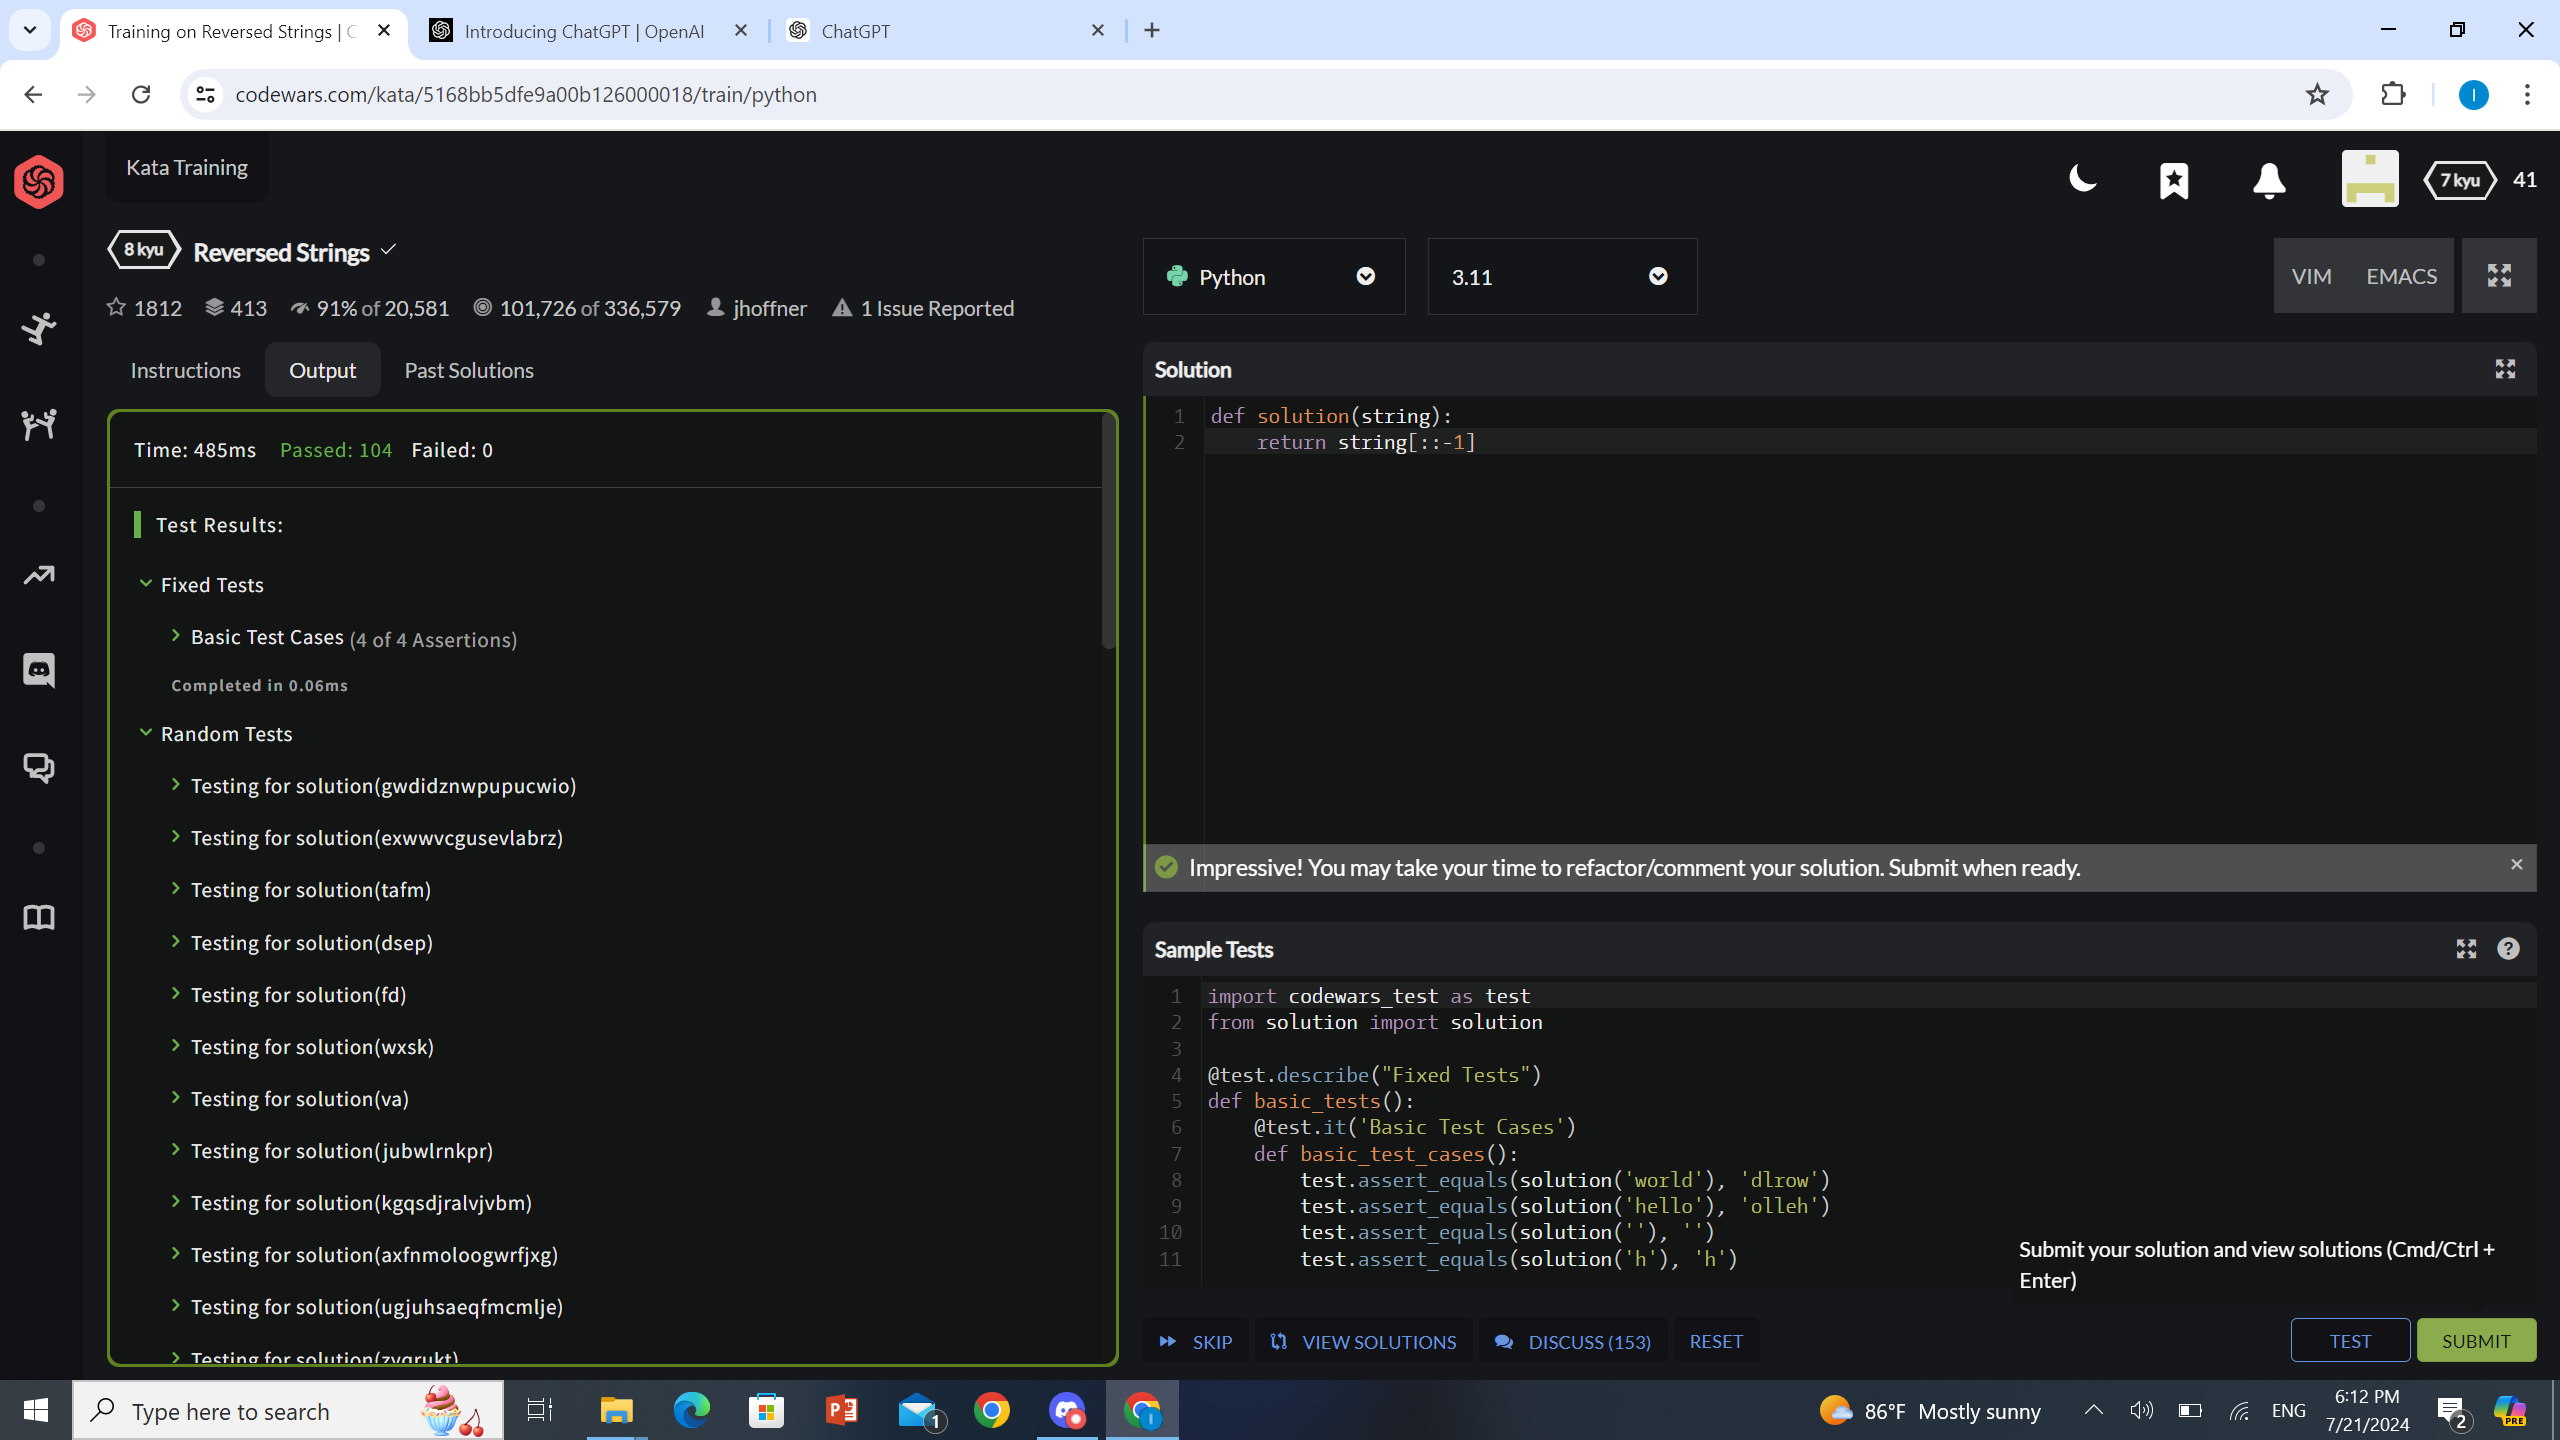 Training on Reversed Strings | C
Introducing ChatGPT | OpenAI
ChatGPT
codewars.com/kata/5168bb5dfe9a00b126000018/train/python
I
Kata Training
7 kyu 41
8 kyu Reversed Strings
1812 413 91% of 20,581 101,726 of 336,579 jhoffner 1 Issue Reported
Instructions Output Past Solutions
Time: 485ms Passed: 104 Failed: 0
Test Results:
Fixed Tests
Basic Test Cases (4 of 4 Assertions)
Completed in 0.06ms
Random Tests
Testing for solution(gwdidznwpupucwio)
Testing for solution(exwwvcgusevlabrz)
Testing for solution(tafm)
Testing for solution(dsep)
Testing for solution(fd)
Testing for solution(wxsk)
Testing for solution(va)
Testing for solution(jubwlrnkpr)
Testing for solution(kgqsdjralvjvbm)
Testing for solution(axfnmoloogwrfjxg)
Testing for solution(ugjuhsaeqfmcmlje)
Testing for solution(zvqrukt)
Python
3.11
VIM EMACS
Solution
1 def solution(string):
2     return string[::-1]
Impressive! You may take your time to refactor/comment your solution. Submit when ready.
Sample Tests
1 import codewars_test as test
2 from solution import solution
3
4 @test.describe("Fixed Tests")
5 def basic_tests():
6     @test.it('Basic Test Cases')
7     def basic_test_cases():
8         test.assert_equals(solution('world'), 'dlrow')
9         test.assert_equals(solution('hello'), 'olleh')
10         test.assert_equals(solution(''), '')
11         test.assert_equals(solution('h'), 'h')
Submit your solution and view solutions (Cmd/Ctrl +
Enter)
SKIP VIEW SOLUTIONS DISCUSS (153) RESET TEST SUBMIT
Type here to search
1
I
86°F Mostly sunny
ENG
6:12 PM
7/21/2024
2
PRE